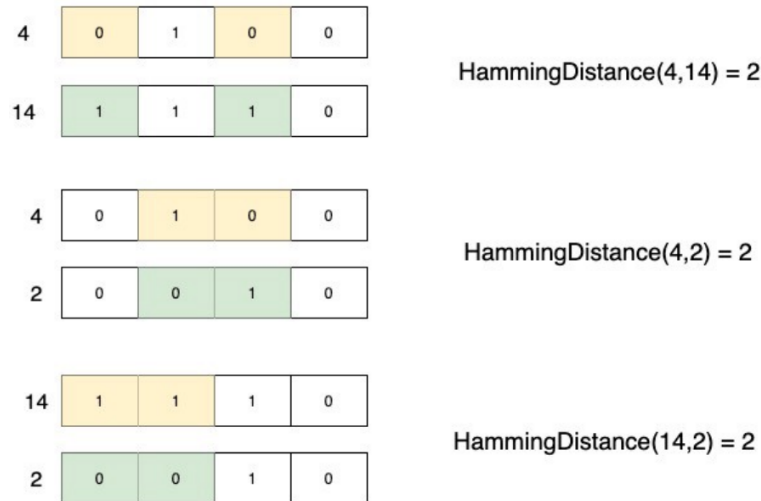 4 0 1 0 0
HammingDistance(4,14) = 2
14 1 1 1 0
4 0 1 0 0
HammingDistance(4,2) = 2
2 0 0 1 0
14 1 1 1 0
HammingDistance(14,2) = 2
2 0 0 1 0